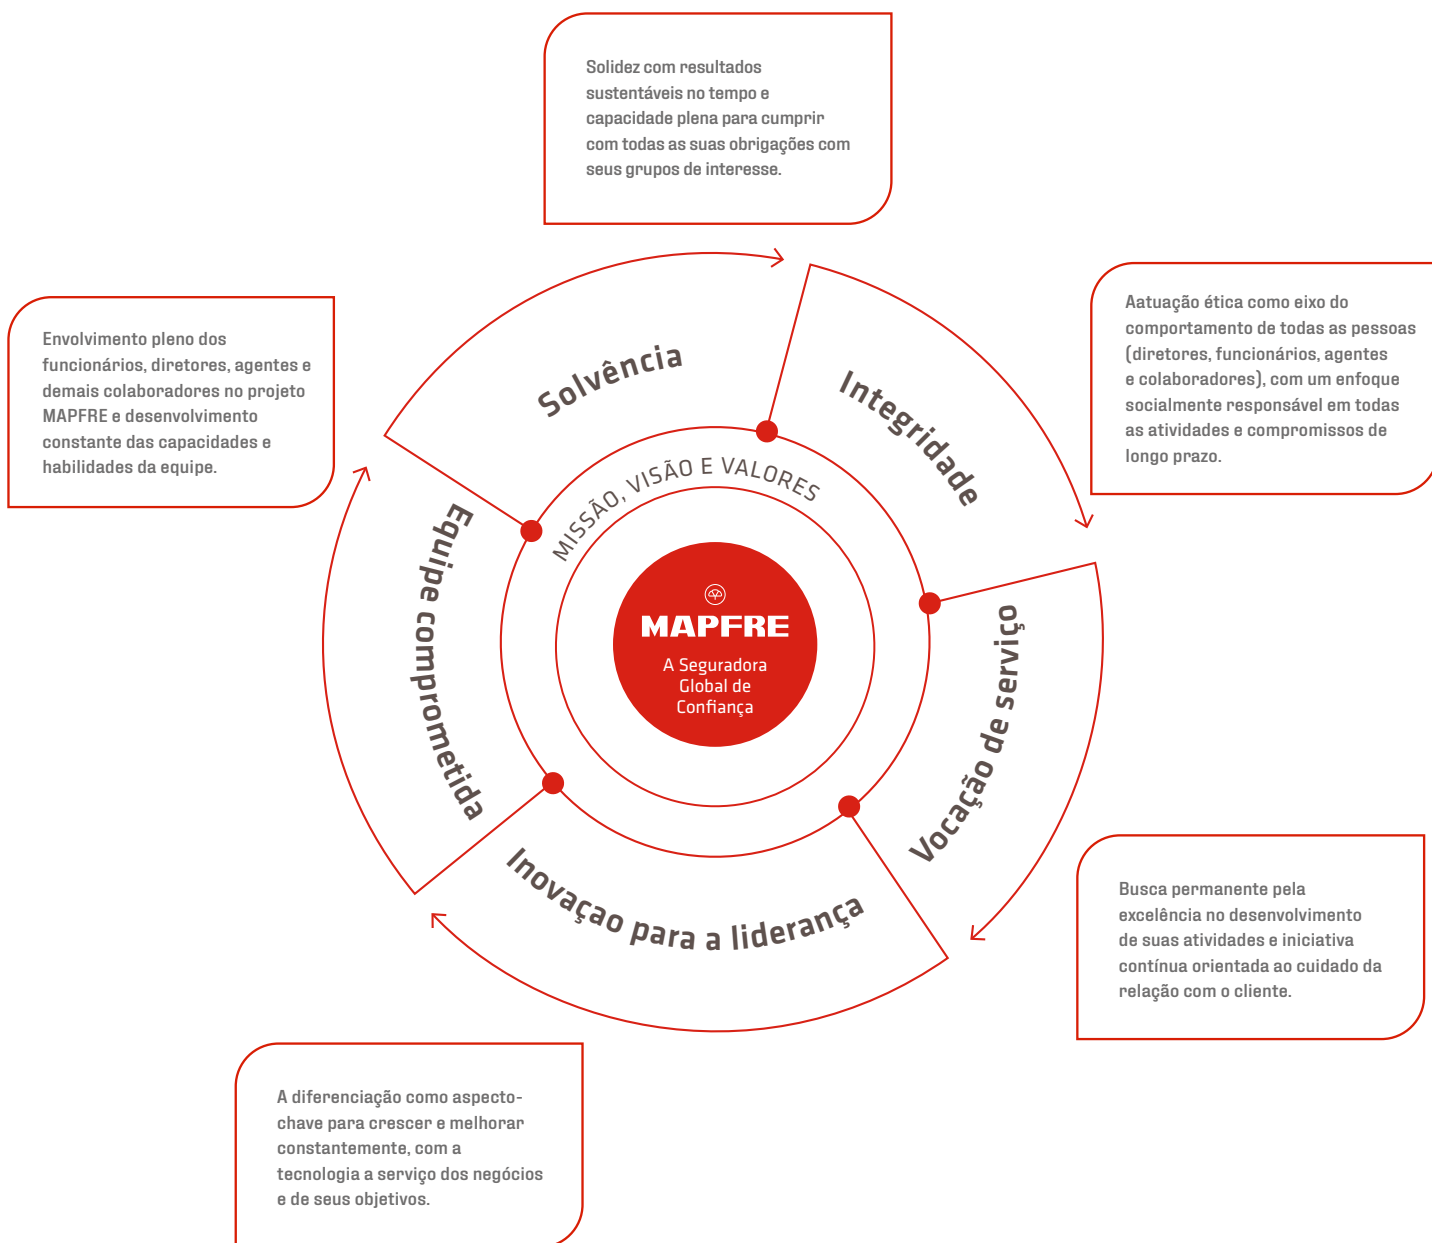 Solidez com resultados
sustentáveis no tempo e
capacidade plena para cumprir
com todas as suas obrigações com
seus grupos de interesse.
Envolvimento pleno dos
funcionários, diretores, agentes e
demais colaboradores no projeto
MAPFRE e desenvolvimento
constante das capacidades e
habilidades da equipe.
Aatuação ética como eixo do
comportamento de todas as pessoas
(diretores, funcionários, agentes
e colaboradores), com um enfoque
socialmente responsável em todas
as atividades e compromissos de
longo prazo.
Solvência
Integridade
Vocação de serviço
Inovaçao para a liderança
Equipe comprometida
MISSÃO, VISÃO E VALORES
MAPFRE
A Seguradora
Global de
Confiança
Busca permanente pela
excelência no desenvolvimento
de suas atividades e iniciativa
contínua orientada ao cuidado da
relação com o cliente.
A diferenciação como aspecto-
chave para crescer e melhorar
constantemente, com a
tecnologia a serviço dos negócios
e de seus objetivos.